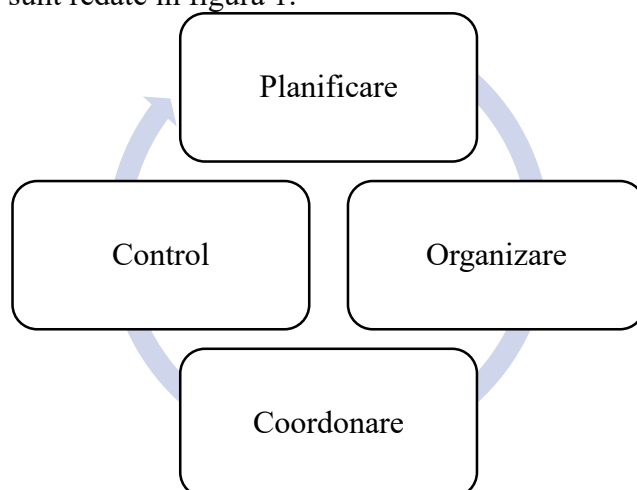 sunt redate în figura 1.
Planificare
Control
Organizare
Coordonare